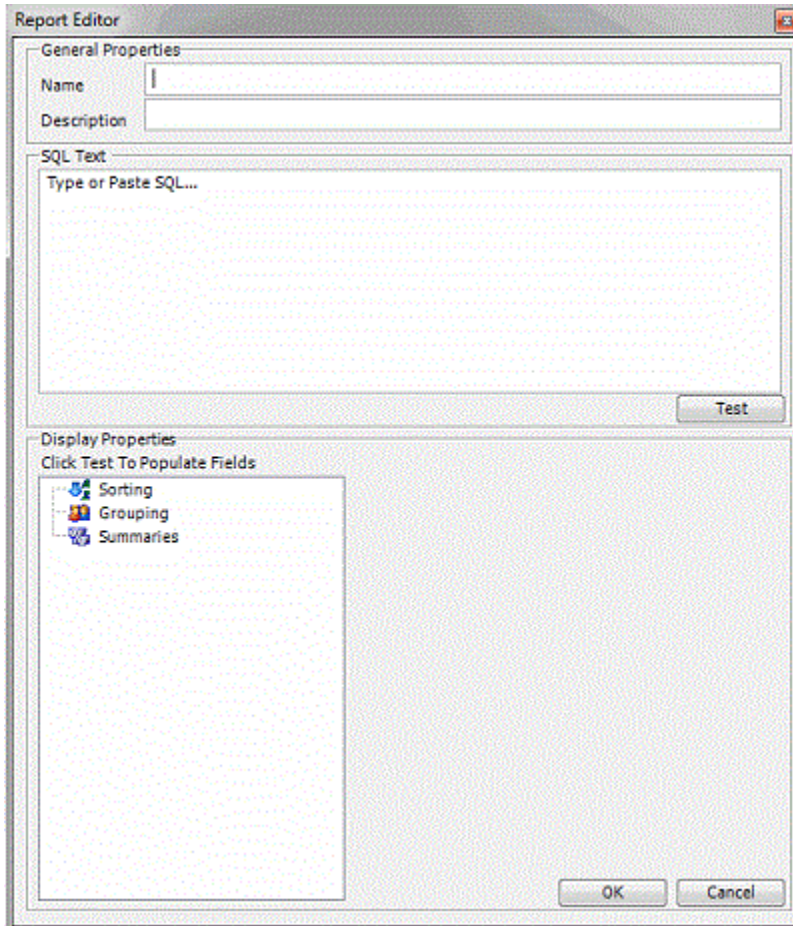 Report Editor
General Properties
Name
Description
SQL Text
Type or Paste SQL...
Test
Display Properties
Click Test To Populate Fields
Sorting
Grouping
Summaries
OK Cancel